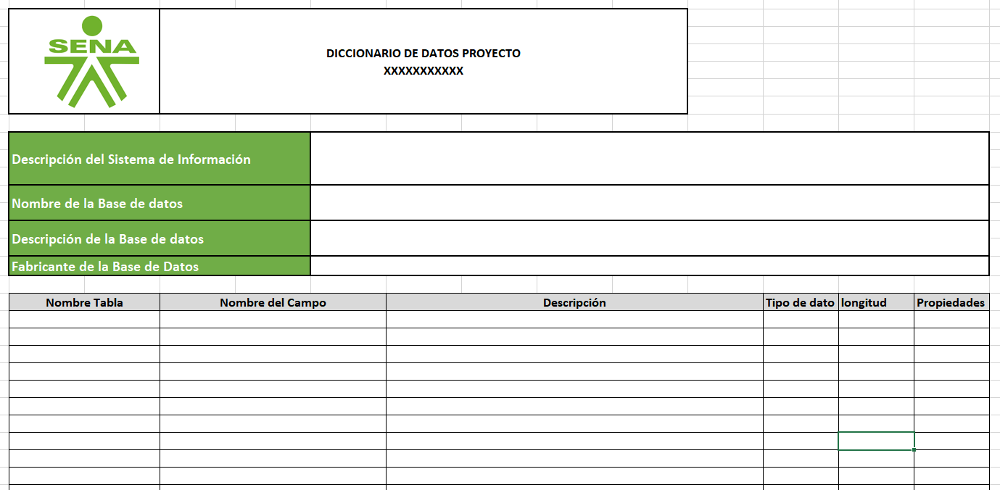 SENA
DICCIONARIO DE DATOS PROYECTO
XXXXXXXXXXX
Descripción del Sistema de Información
Nombre de la Base de datos
Descripción de la Base de datos
Fabricante de la Base de Datos
Nombre Tabla Nombre del Campo Descripción Tipo de dato longitud Propiedades